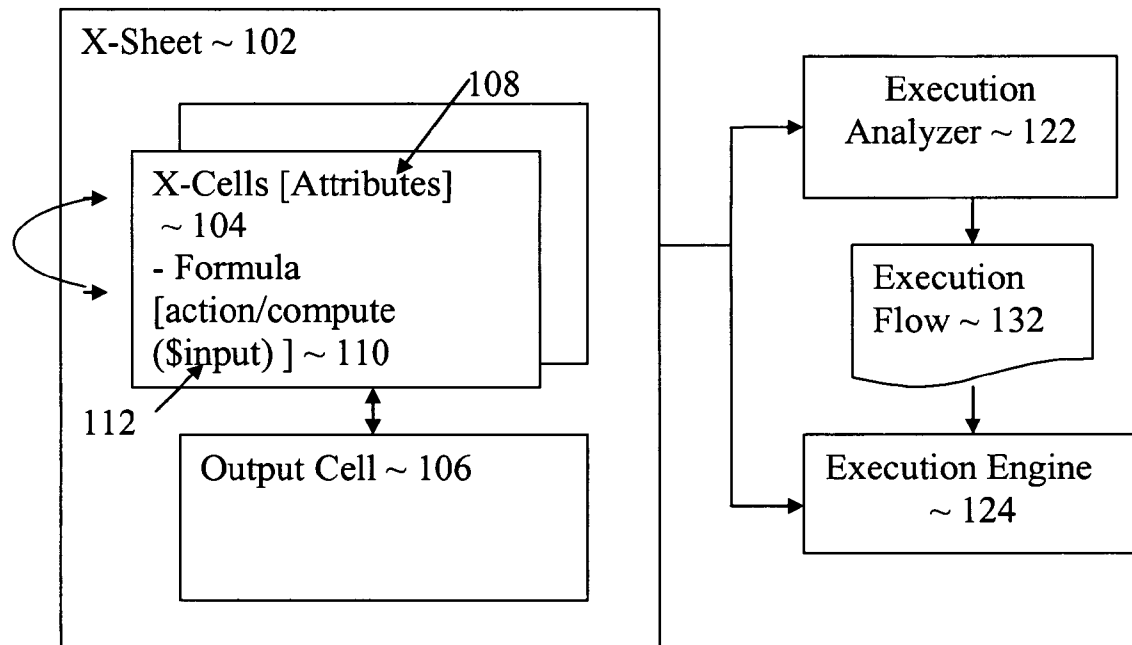 X-Sheet ~ 102
108
X-Cells [Attributes]
~ 104
- Formula
[action/compute
($input) ] ~ 110
112
Output Cell ~ 106
Execution
Analyzer ~ 122
Execution
Flow ~ 132
Execution Engine
~ 124